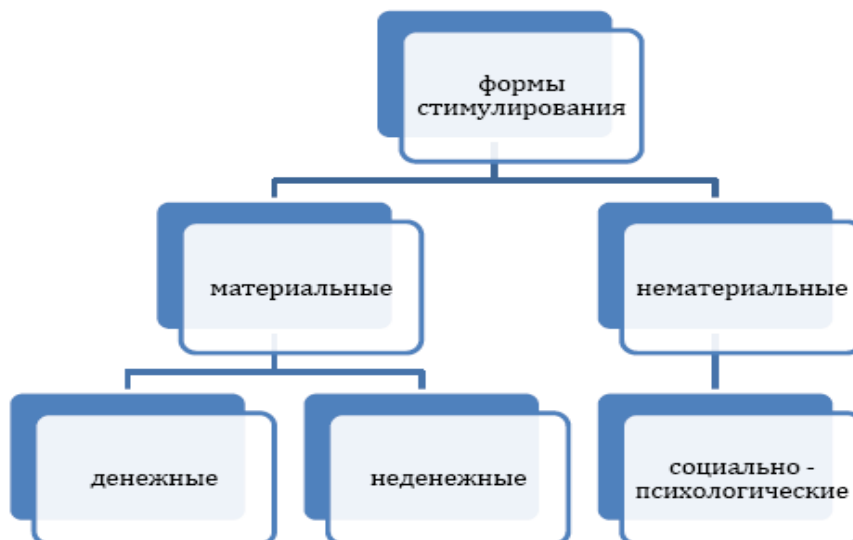 формы
стимулирования
материальные
нематериальные
денежные
неденежные
социально -
психологические